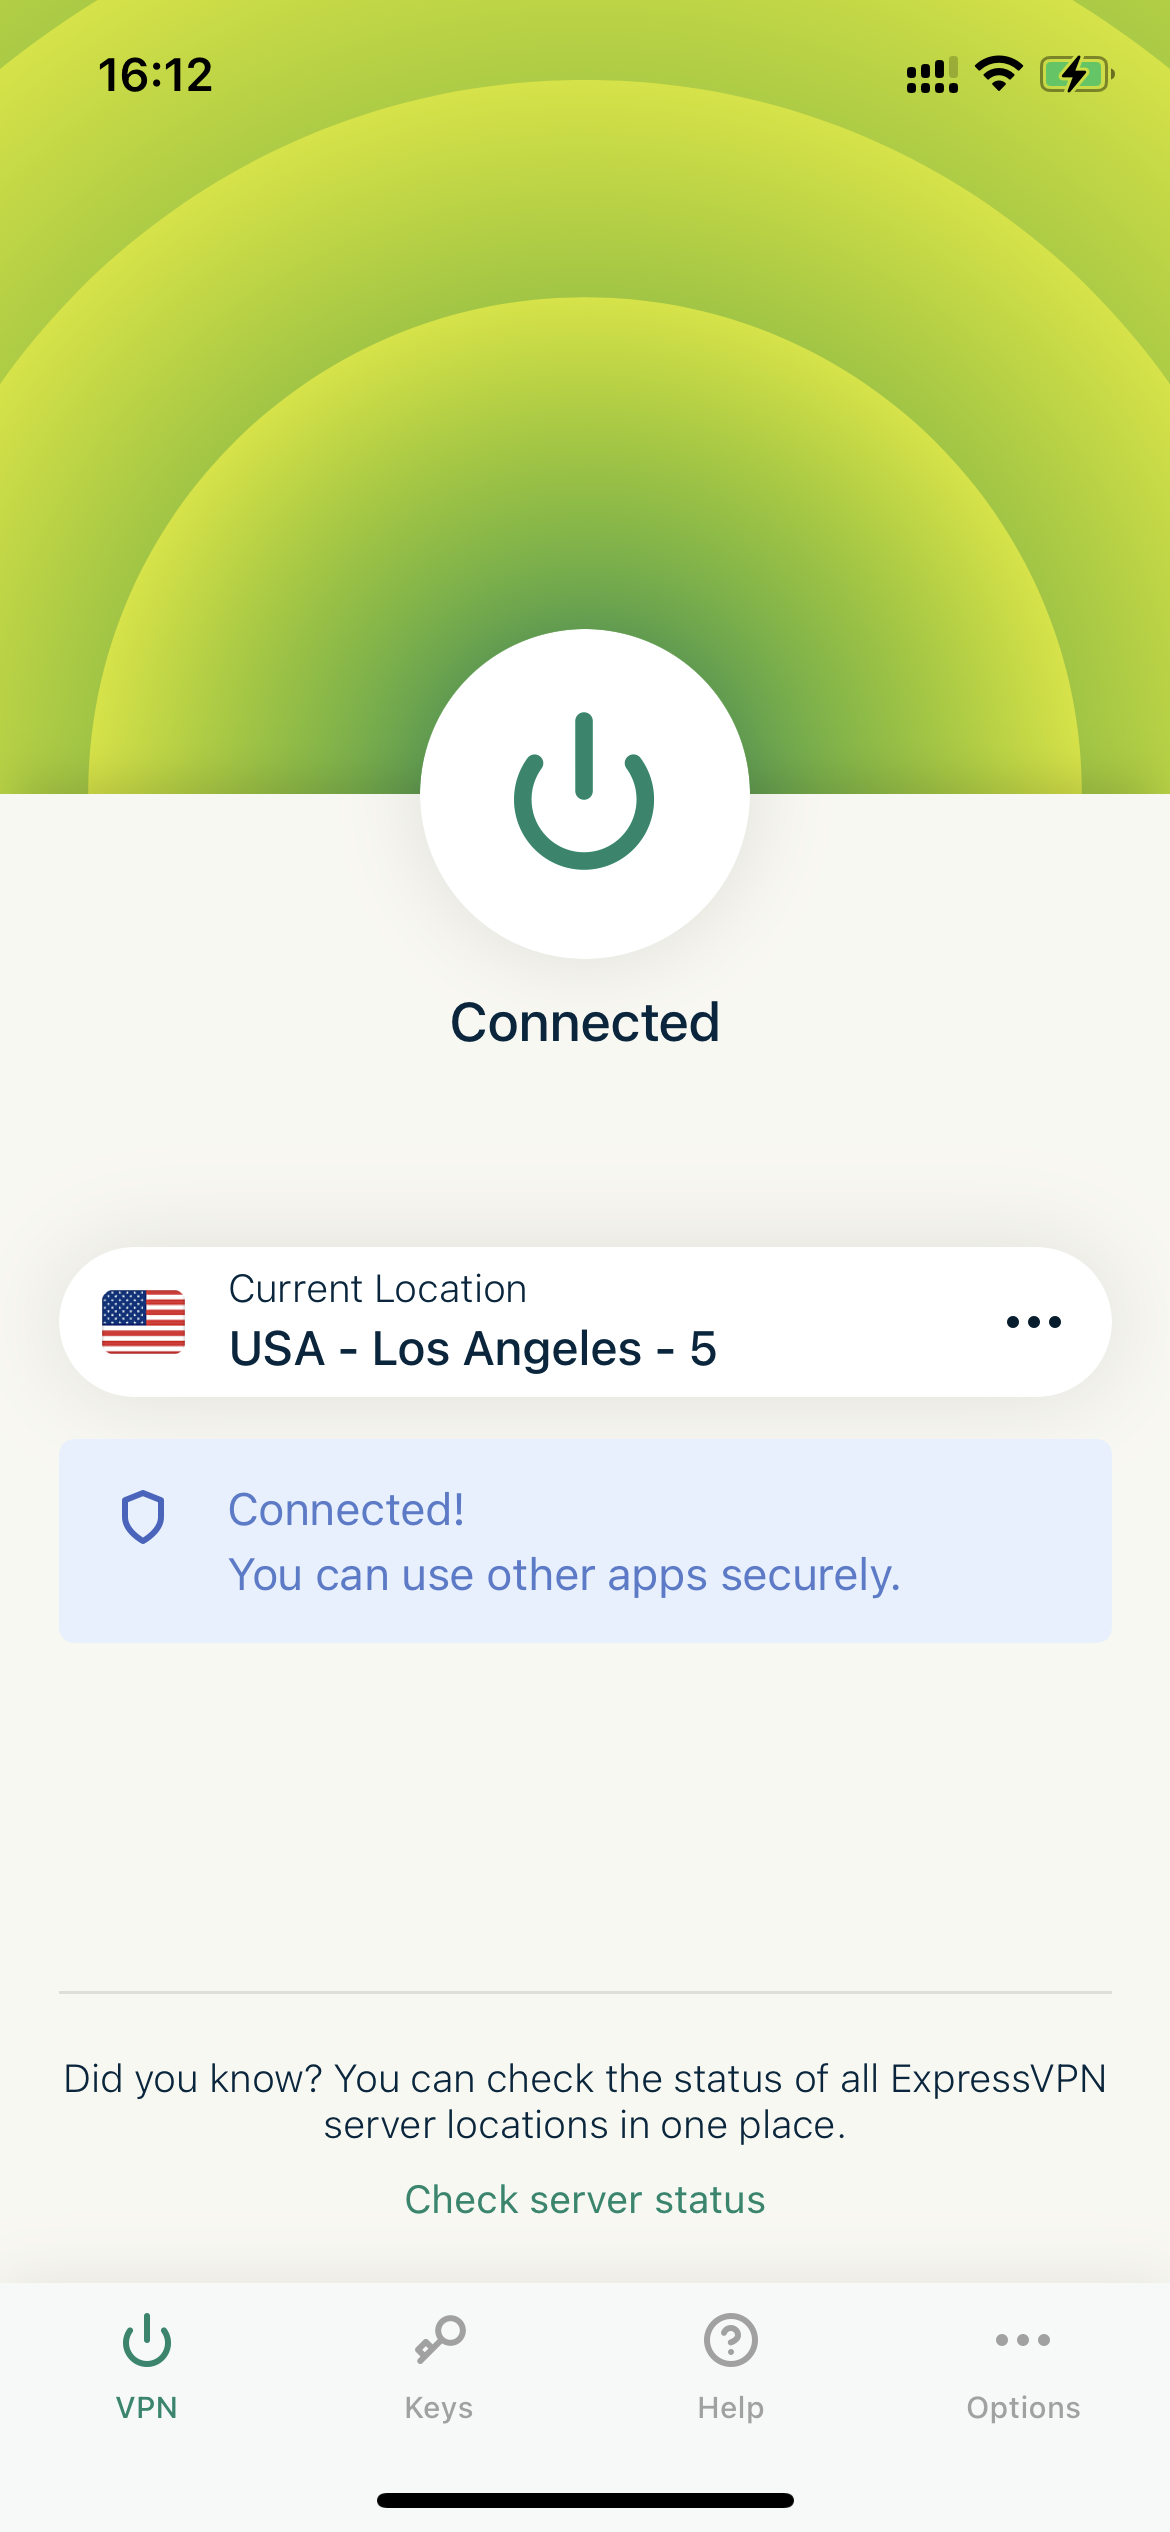 16:12
Connected
Current Location
USA - Los Angeles - 5
Connected!
You can use other apps securely.
Did you know? You can check the status of all ExpressVPN
server locations in one place.
Check server status
VPN
Keys
Help
Options